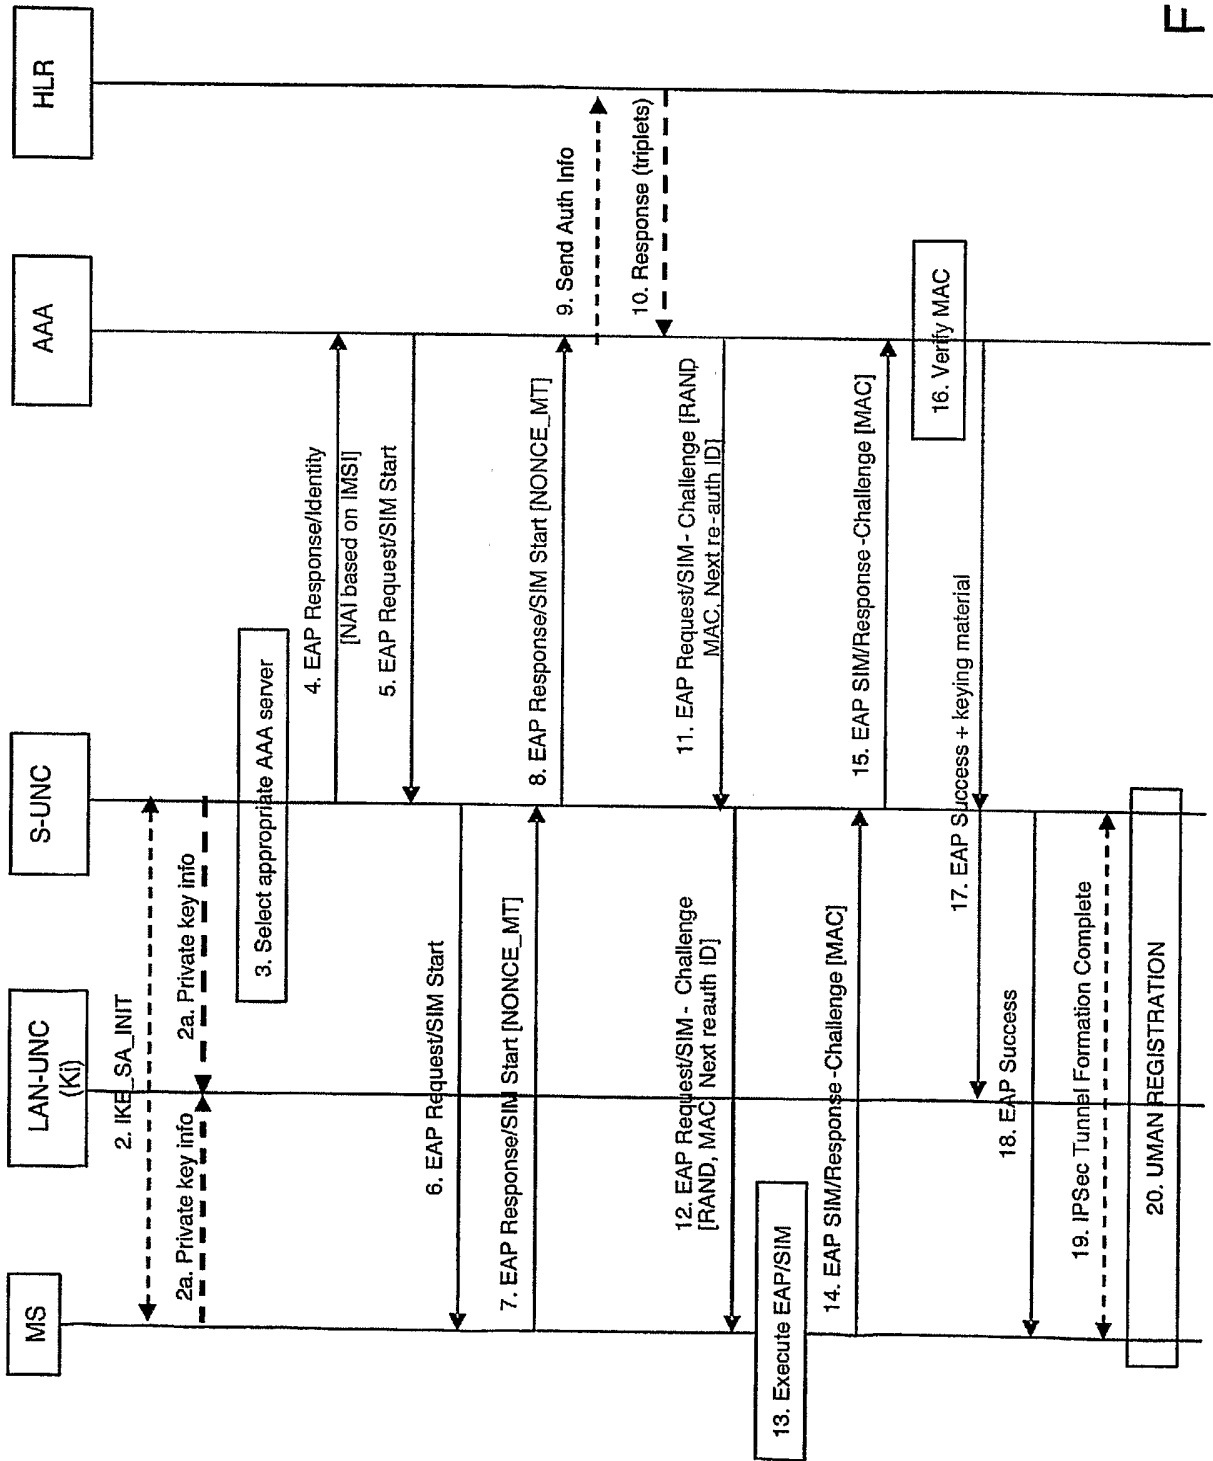 MS
LAN-UNC
(Ki)
S-UNC
AAA
HLR
2. IKE_SA_INIT
2a. Private key info
2a. Private key info
3. Select appropriate AAA server
4. EAP Response/Identity
[NAI based on IMSI]
5. EAP Request/SIM Start
6. EAP Request/SIM Start
7. EAP Response/SIM Start [NONCE_MT]
8. EAP Response/SIM Start [NONCE_MT]
9. Send Auth Info
10. Response (triplets)
11. EAP Request/SIM - Challenge [RAND
MAC, Next re-auth ID]
12. EAP Request/SIM - Challenge
[RAND, MAC, Next reauth ID]
13. Execute EAP/SIM
14. EAP SIM/Response -Challenge [MAC]
15. EAP SIM/Response -Challenge [MAC]
16. Verify MAC
17. EAP Success + keying material
18. EAP Success
19. IPSec Tunnel Formation Complete
20. UMAN REGISTRATION
F